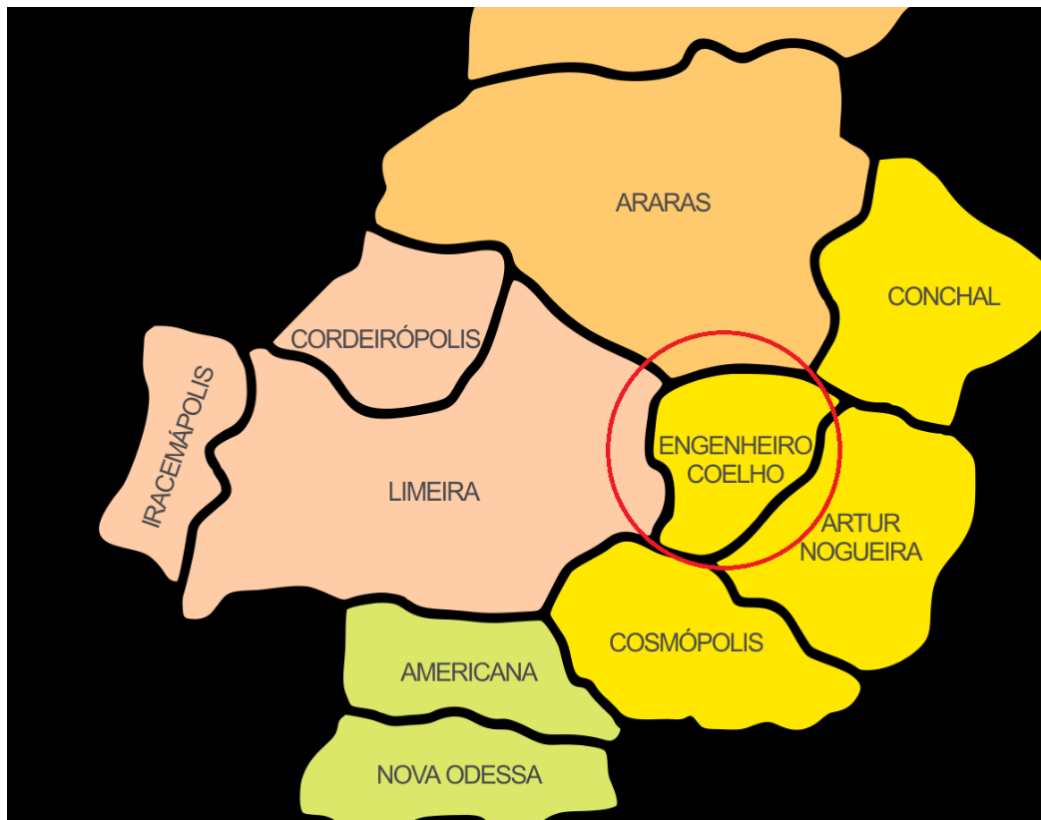 ARARAS
CONCHAL
CORDEIRÓPOLIS
IRACEMÁPOLIS
LIMEIRA
ENGENHEIRO
COELHO
ARTUR
NOGUEIRA
COSMÓPOLIS
AMERICANA
NOVA ODESSA